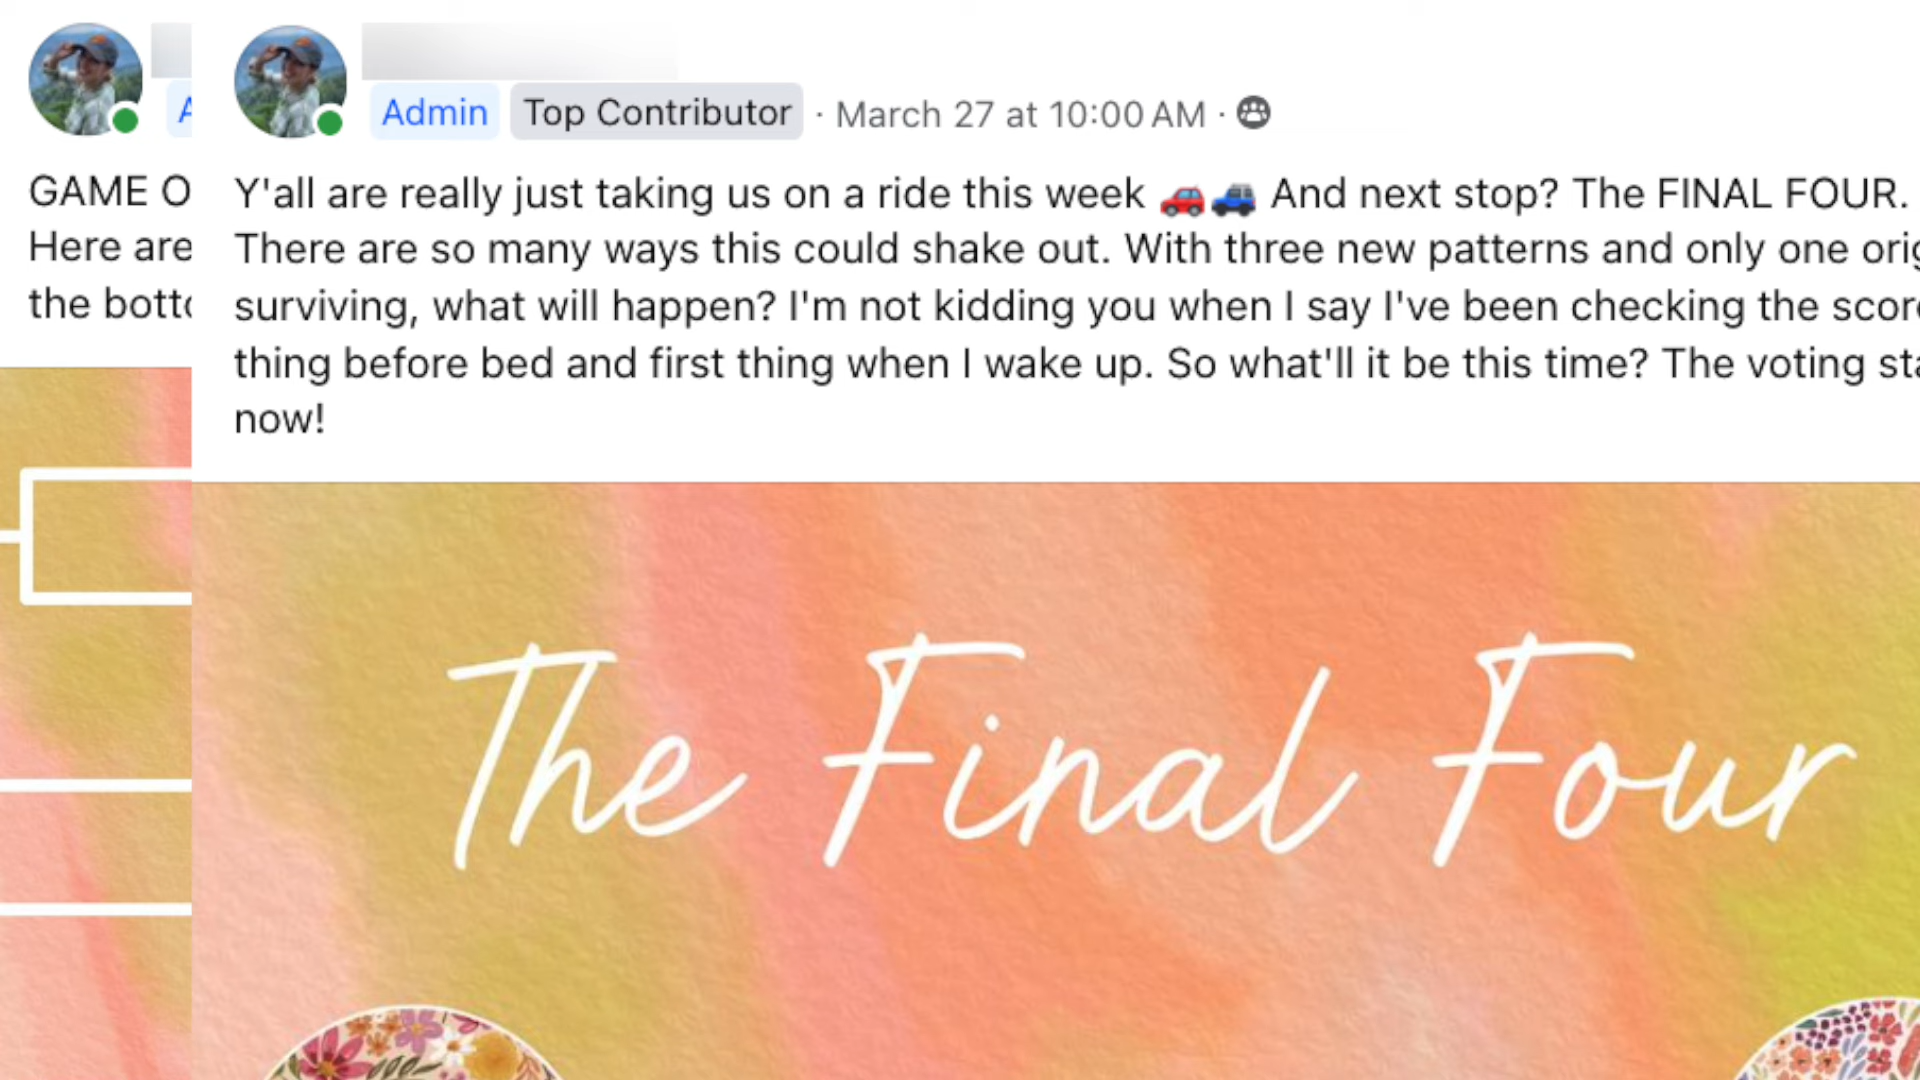 GAME O
Here are
the botto
Admin Top Contributor · March 27 at 10:00 AM ·
Y'all are really just taking us on a ride this week 🚗🚙 And next stop? The FINAL FOUR.
There are so many ways this could shake out. With three new patterns and only one orig
surviving, what will happen? I'm not kidding you when I say I've been checking the score
thing before bed and first thing when I wake up. So what'll it be this time? The voting sta
now!
The Final Four